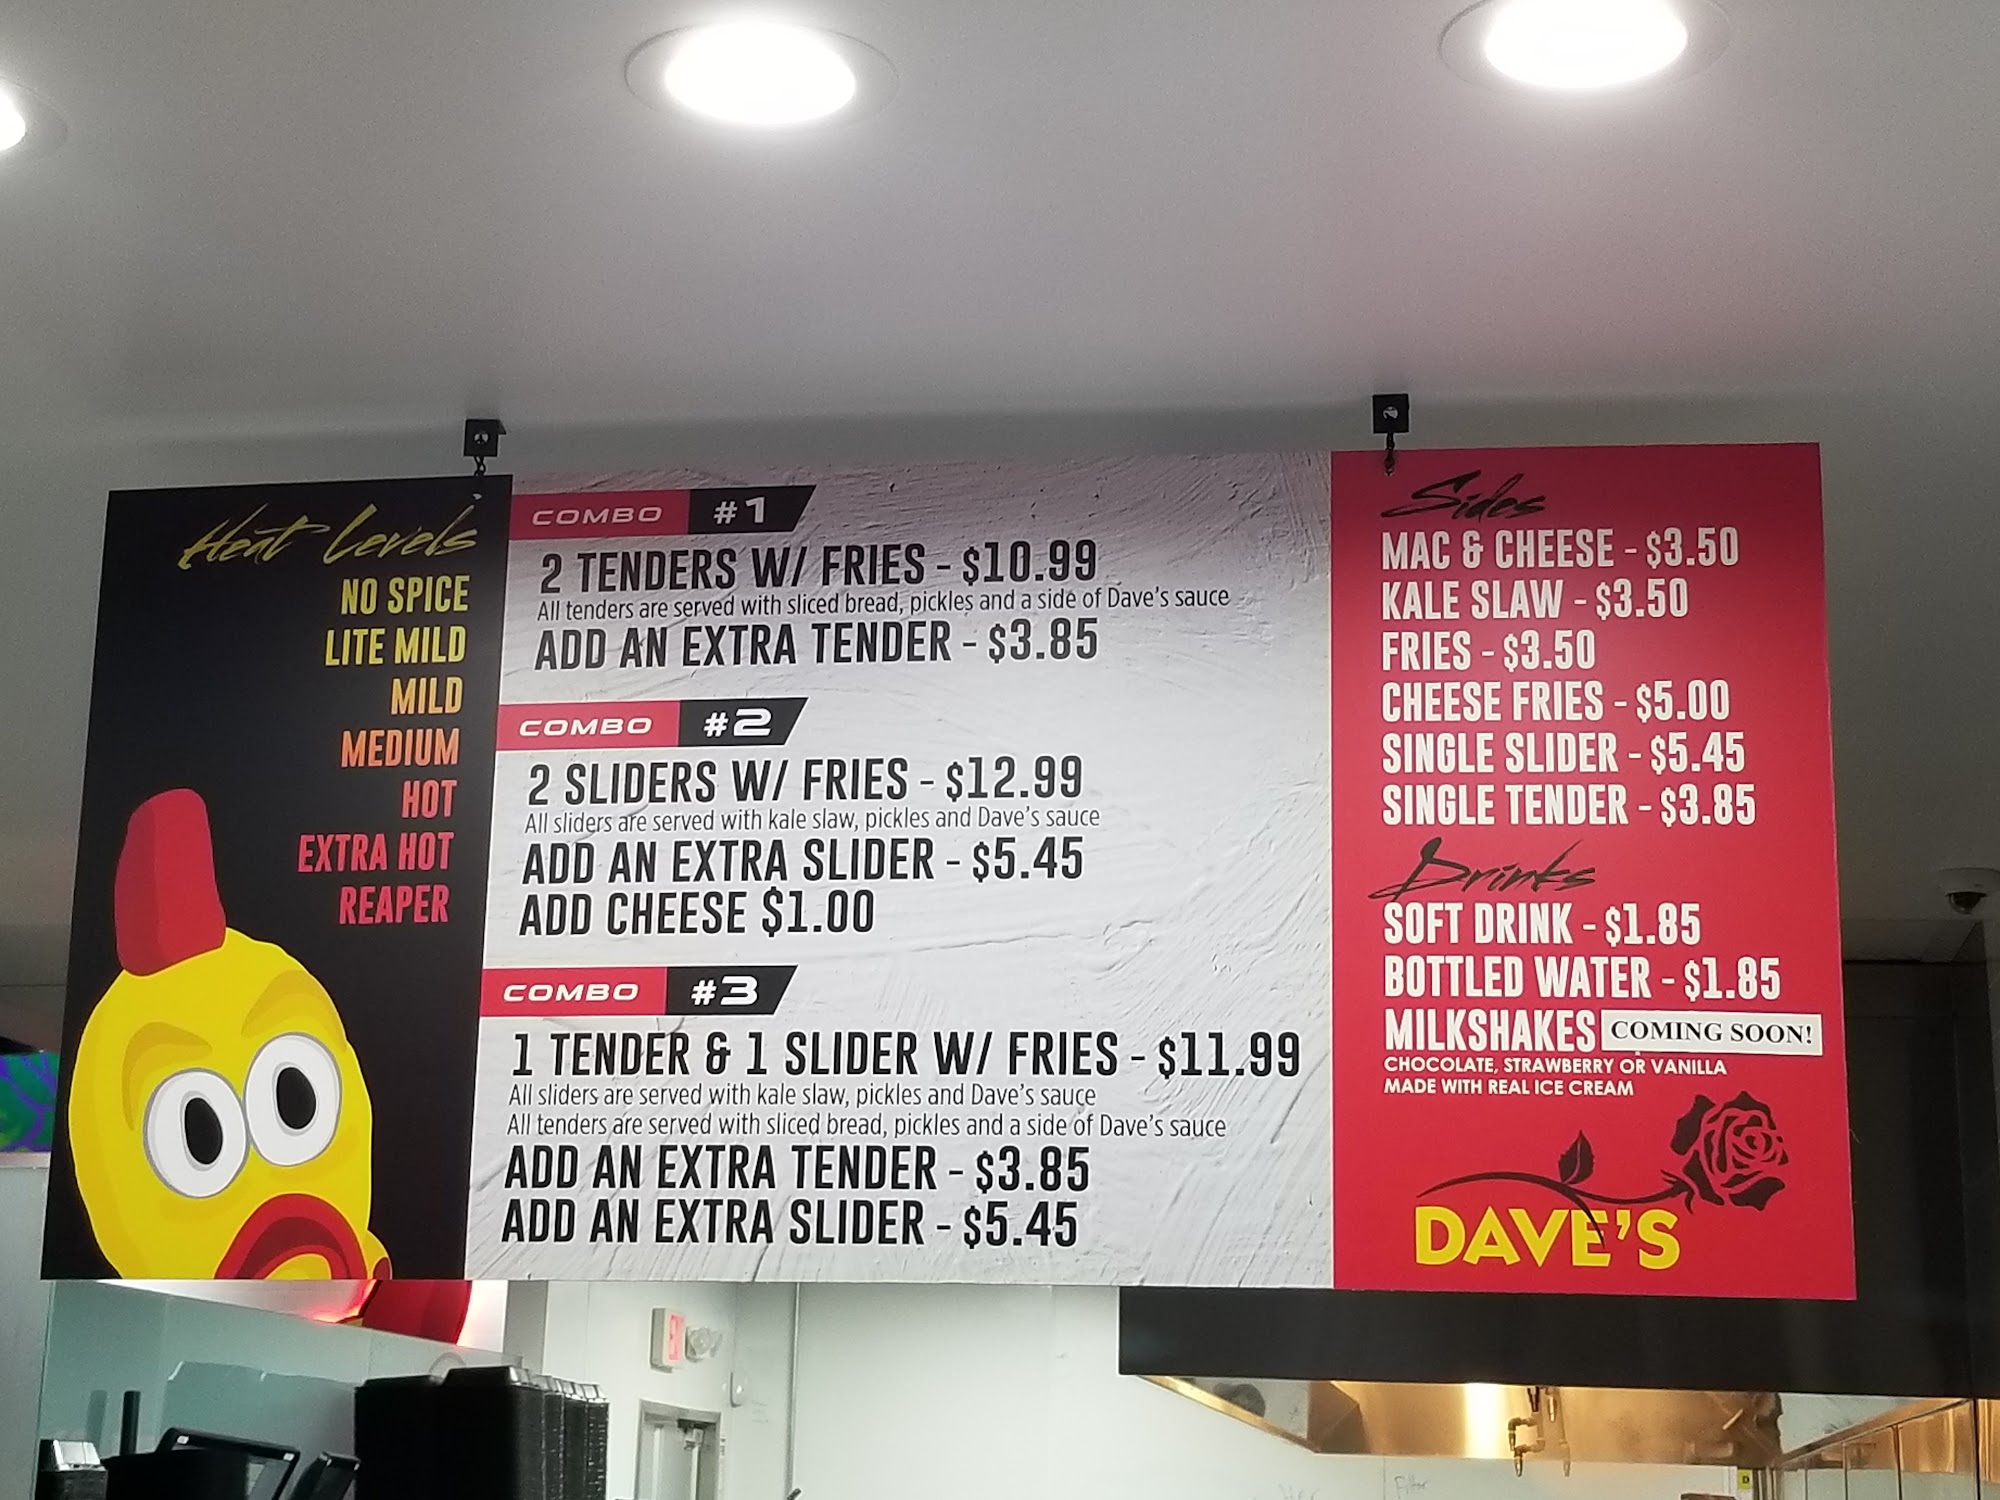 Heat Levels
NO SPICE
LITE MILD
MILD
MEDIUM
HOT
EXTRA HOT
REAPER
COMBO #1
2 TENDERS W/ FRIES - $10.99
All tenders are served with sliced bread, pickles and a side of Dave's sauce
ADD AN EXTRA TENDER - $3.85
COMBO #2
2 SLIDERS W/ FRIES - $12.99
All sliders are served with kale slaw, pickles and Dave's sauce
ADD AN EXTRA SLIDER - $5.45
ADD CHEESE $1.00
COMBO #3
1 TENDER & 1 SLIDER W/ FRIES - $11.99
All sliders are served with kale slaw, pickles and Dave's sauce
All tenders are served with sliced bread, pickles and a side of Dave's sauce
ADD AN EXTRA TENDER - $3.85
ADD AN EXTRA SLIDER - $5.45
Sides
MAC & CHEESE - $3.50
KALE SLAW - $3.50
FRIES - $3.50
CHEESE FRIES - $5.00
SINGLE SLIDER - $5.45
SINGLE TENDER - $3.85
Drinks
SOFT DRINK - $1.85
BOTTLED WATER - $1.85
MILKSHAKES COMING SOON!
CHOCOLATE, STRAWBERRY OR VANILLA
MADE WITH REAL ICE CREAM
DAVE'S